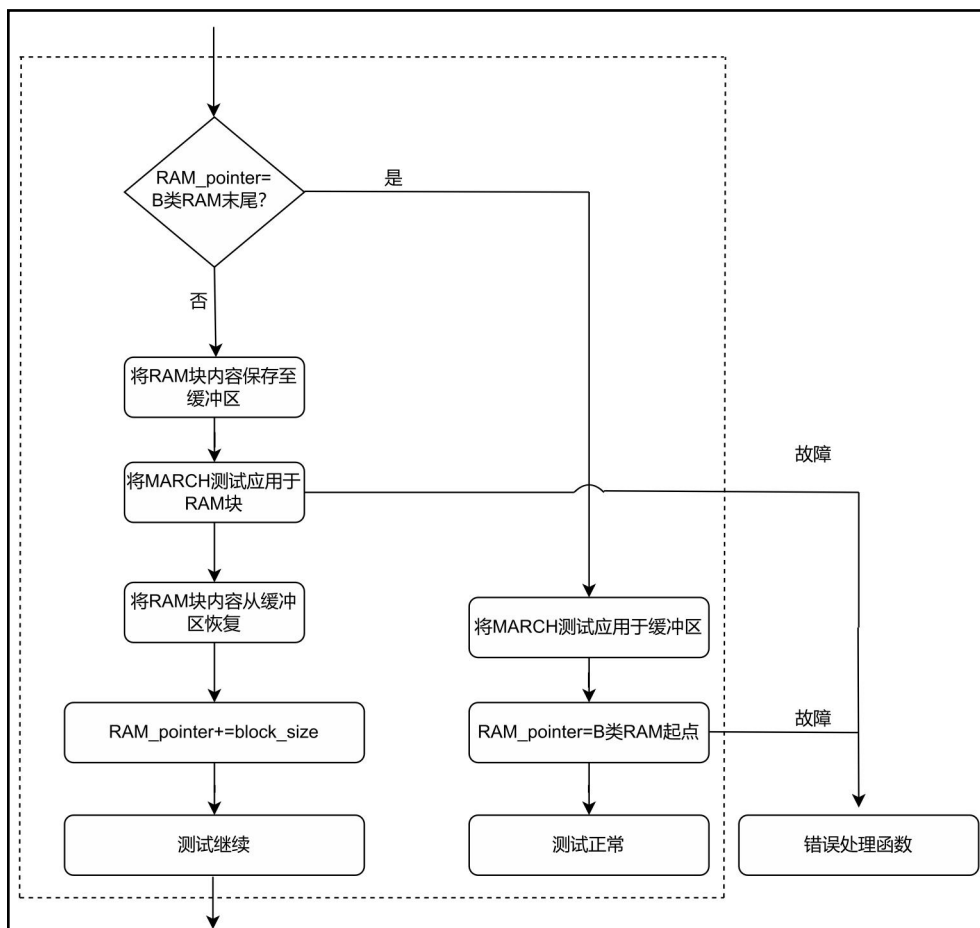 RAM_pointer=
B类RAM末尾?
是
否
将RAM块内容保存至
缓冲区
故障
将MARCH测试应用于
RAM块
将RAM块内容从缓冲
区恢复
将MARCH测试应用于缓冲区
RAM_pointer+=block_size
RAM_pointer=B类RAM起点
故障
测试继续
测试正常
错误处理函数